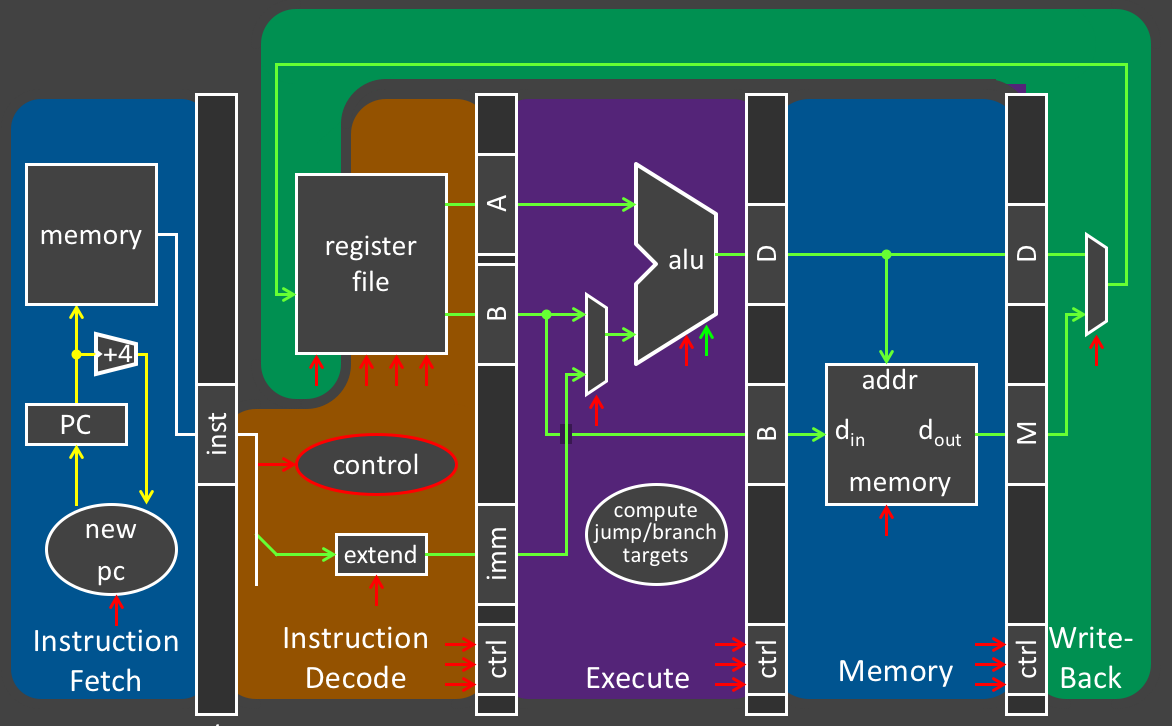 memory
+4
PC
new
pc
Instruction
Fetch
inst
register
file
control
extend
Instruction
Decode
A
B
imm
ctrl
alu
compute
jump/branch
targets
Execute
D
B
ctrl
addr
din dout
memory
Memory
D
M
ctrl
Write-
Back